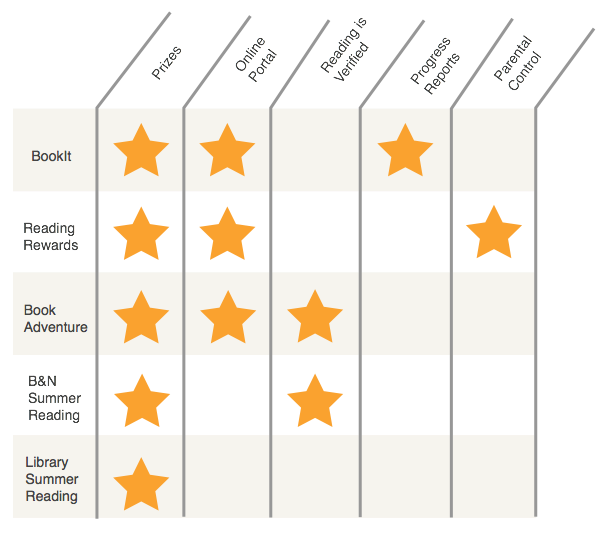 Prizes
Online
Portal
Reading is
Verified
Progress
Reports
Parental
Control
BookIt
Reading
Rewards
Book
Adventure
B&N
Summer
Reading
Library
Summer
Reading